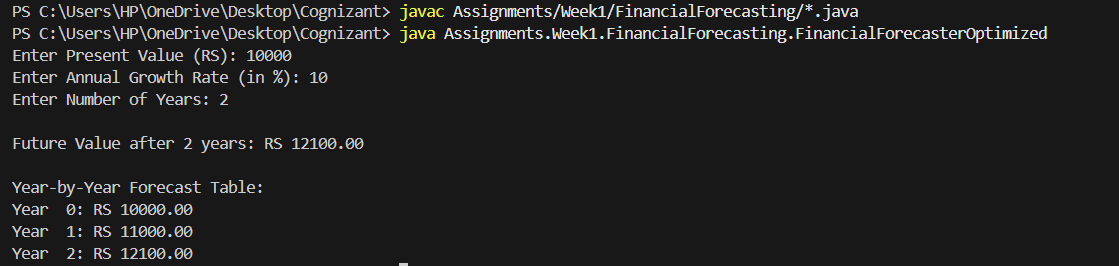 PS C:\Users\HP\OneDrive\Desktop\Cognizant> javac Assignments/Week1/FinancialForecasting/*.java
PS C:\Users\HP\OneDrive\Desktop\Cognizant> java Assignments.Week1.FinancialForecasting.FinancialForecasterOptimized
Enter Present Value (RS): 10000
Enter Annual Growth Rate (in %): 10
Enter Number of Years: 2
Future Value after 2 years: RS 12100.00
Year-by-Year Forecast Table:
Year  0: RS 10000.00
Year  1: RS 11000.00
Year  2: RS 12100.00